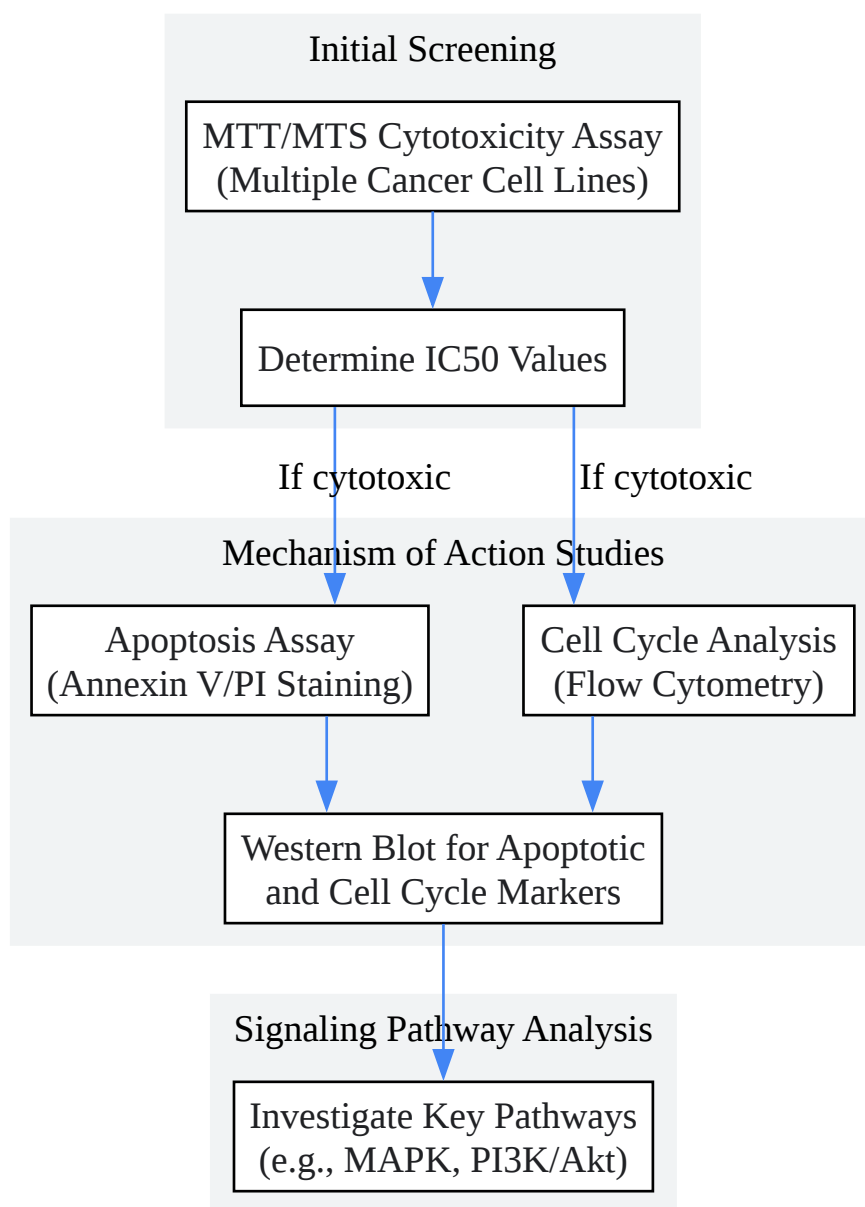 Initial Screening
MTT/MTS Cytotoxicity Assay
(Multiple Cancer Cell Lines)
Determine IC50 Values
If cytotoxic
If cytotoxic
Mechanism of Action Studies
Apoptosis Assay
(Annexin V/PI Staining)
Cell Cycle Analysis
(Flow Cytometry)
Western Blot for Apoptotic
and Cell Cycle Markers
Signaling Pathway Analysis
Investigate Key Pathways
(e.g., MAPK, PI3K/Akt)